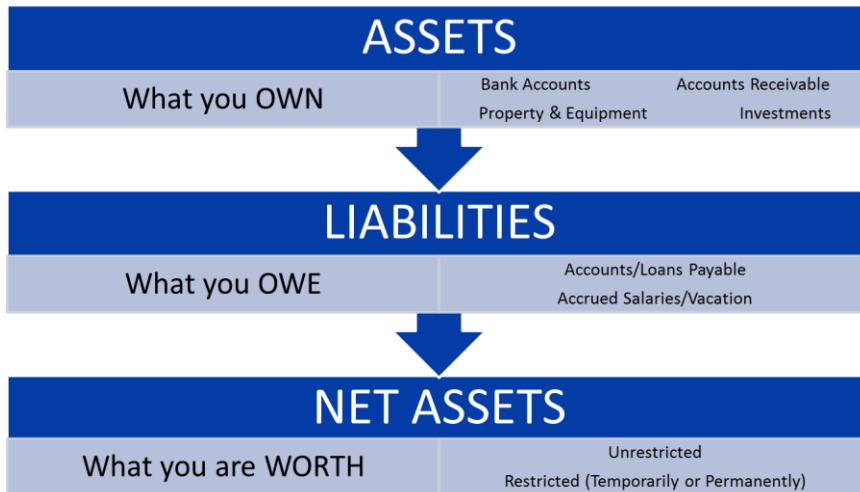 ASSETS
What you OWN
Bank Accounts Accounts Receivable
Property & Equipment Investments
LIABILITIES
What you OWE
Accounts/Loans Payable
Accrued Salaries/Vacation
NET ASSETS
What you are WORTH
Unrestricted
Restricted (Temporarily or Permanently)